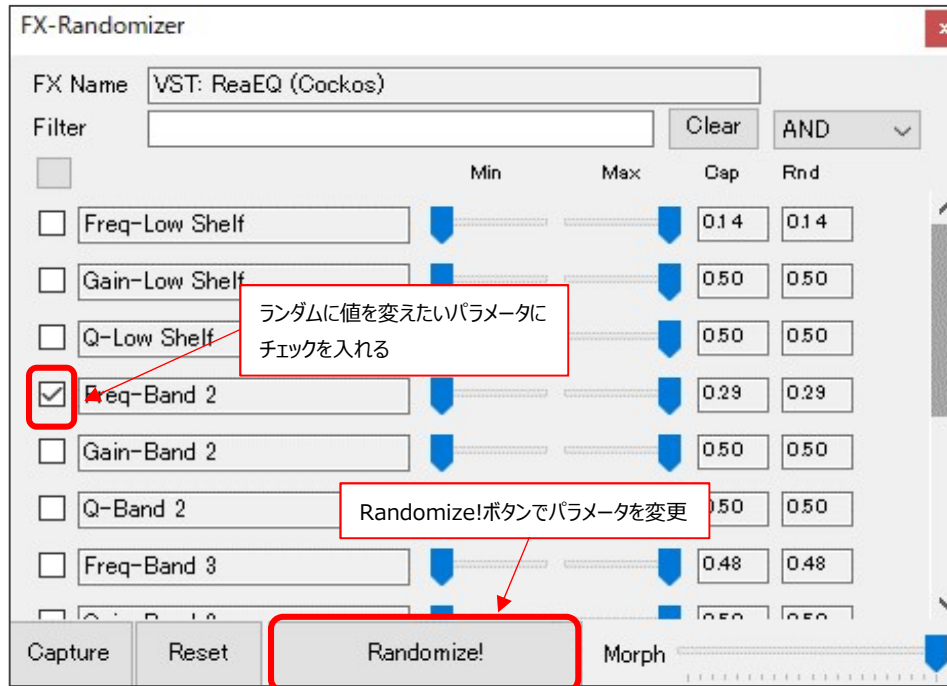 FX-Randomizer
x
FX Name VST: ReaEQ (Cockos)
Filter Clear AND
Min Max Cap Rnd
Freq-Low Shelf 0.14 0.14
Gain-Low Shelf 0.50 0.50
ランダムに値を変えたいパラメータに
チェックを入れる
Q-Low Shelf 0.50 0.50
Freq-Band 2 0.29 0.29
Gain-Band 2 0.50 0.50
Randomize!ボタンでパラメータを変更
Q-Band 2 0.50 0.50
Freq-Band 3 0.48 0.48
Capture Reset Randomize! Morph